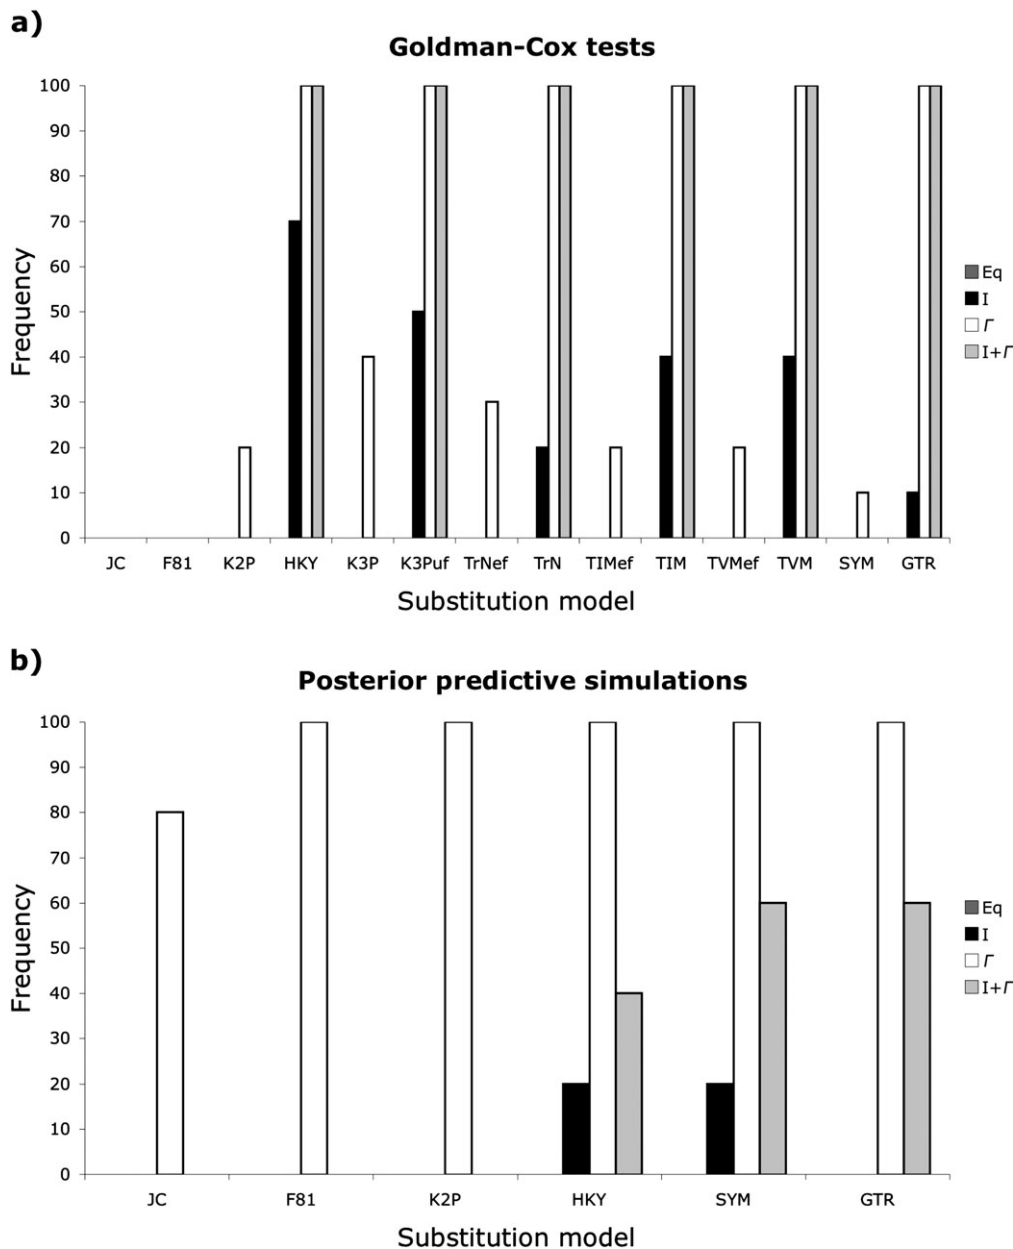 a)
Goldman-Cox tests
100
90
80
70
60
50
40
30
20
10
0
Frequency
JC F81 K2P HKY K3P K3Puf TrNef TrN TIMef TIM TVMef TVM SYM GTR
Substitution model
Eq
I
Γ
I+Γ
b)
Posterior predictive simulations
100
90
80
70
60
50
40
30
20
10
0
Frequency
JC F81 K2P HKY SYM GTR
Substitution model
Eq
I
Γ
I+Γ